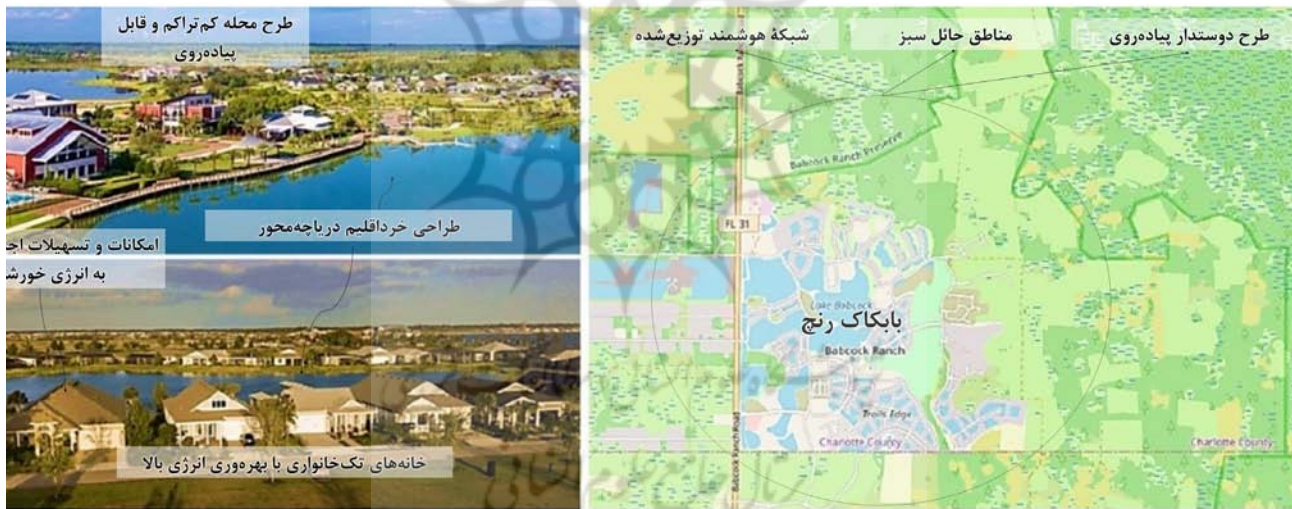 طرح محله کم‌تراکم و قابل
پیاده‌روی
شبکهٔ هوشمند توزیع‌شده
مناطق حائل سبز
طرح دوستدار پیاده‌روی
Babcock Ranch Preserve
FL 31
طراحی خرداقلیم دریاچه‌محور
امکانات و تسهیلات
به انرژی
Lake Babcock
بابکاک رنچ
Babcock Ranch
Trails Edge
Charlotte County
Charlotte County
Babcock Ranch Road
خانه‌های تک‌خانواری با بهره‌وری انرژی بالا